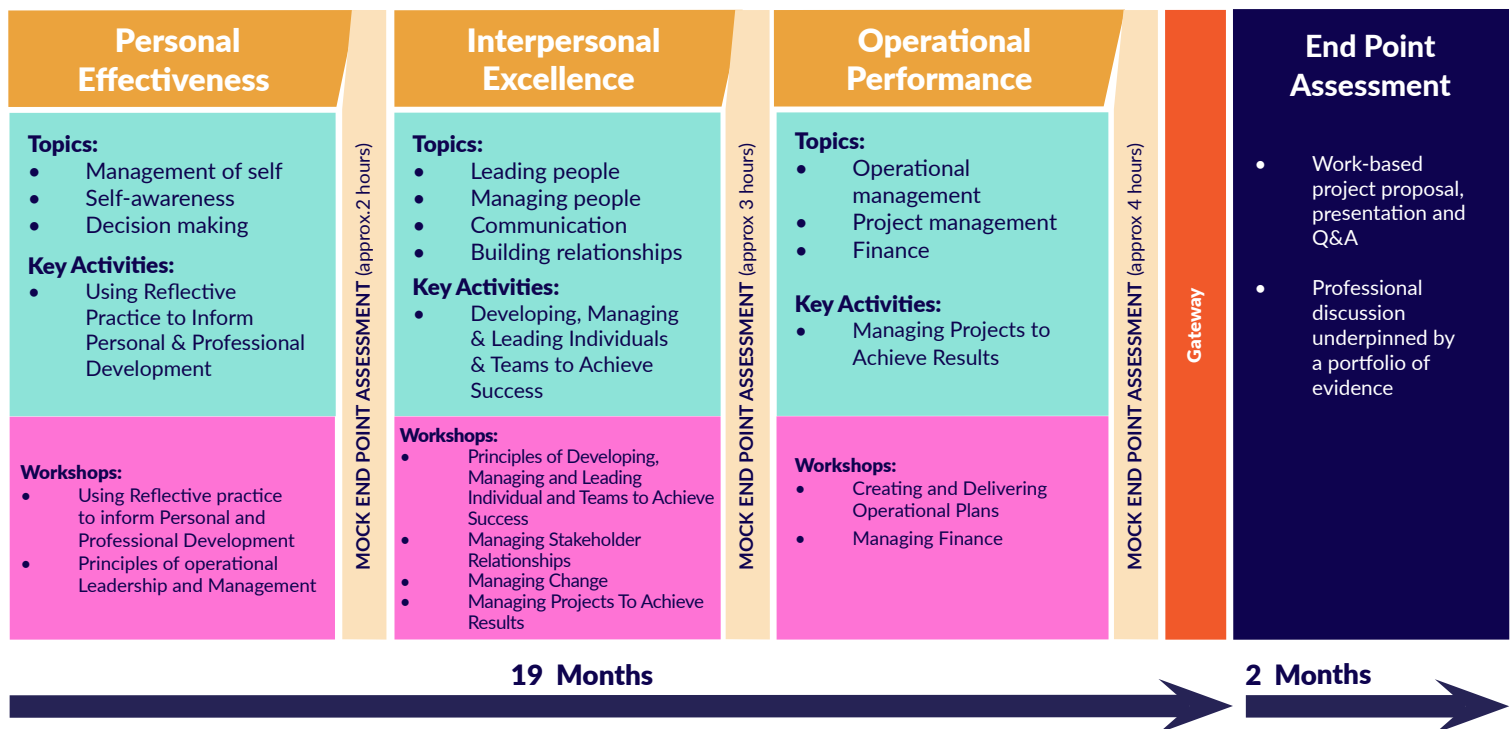 Personal
Effectiveness
Topics:
• Management of self
• Self-awareness
• Decision making
Key Activities:
• Using Reflective
Practice to Inform
Personal & Professional
Development
Workshops:
• Using Reflective practice
to inform Personal and
Professional Development
• Principles of operational
Leadership and Management
MOCK END POINT ASSESSMENT (approx.2 hours)
Interpersonal
Excellence
Topics:
• Leading people
• Managing people
• Communication
• Building relationships
Key Activities:
• Developing, Managing
& Leading Individuals
& Teams to Achieve
Success
Workshops:
• Principles of Developing,
Managing and Leading
Individual and Teams to Achieve
Success
• Managing Stakeholder
Relationships
• Managing Change
• Managing Projects To Achieve
Results
MOCK END POINT ASSESSMENT (approx 3 hours)
Operational
Performance
Topics:
• Operational
management
• Project management
• Finance
Key Activities:
• Managing Projects to
Achieve Results
Workshops:
• Creating and Delivering
Operational Plans
• Managing Finance
MOCK END POINT ASSESSMENT (approx 4 hours)
Gateway
End Point
Assessment
• Work-based
project proposal,
presentation and
Q&A
• Professional
discussion
underpinned by
a portfolio of
evidence
19 Months
2 Months